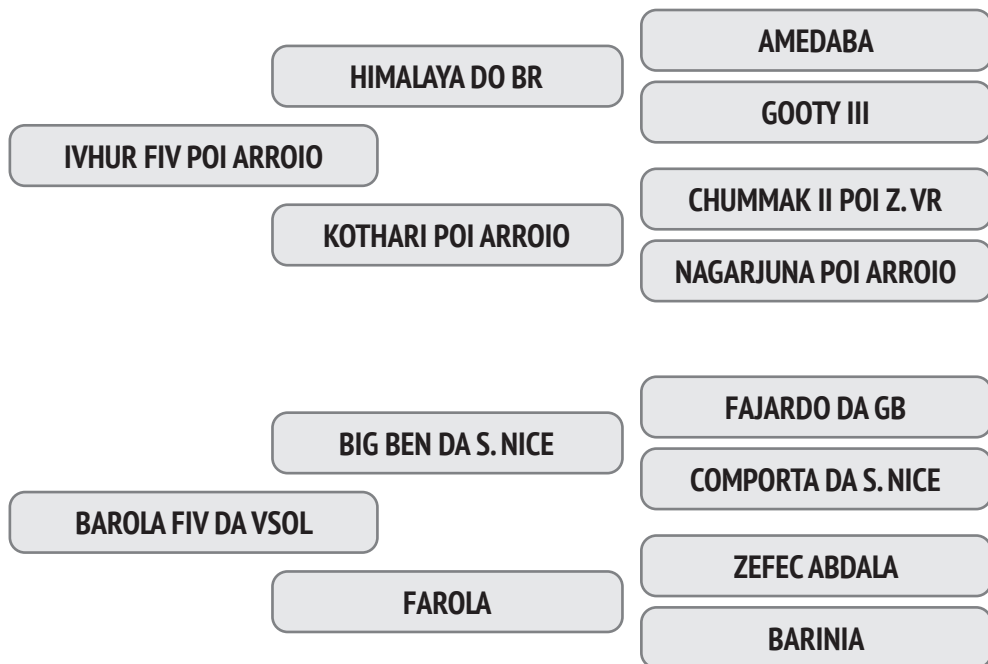 AMEDABA
HIMALAYA DO BR
GOOTY III
IVHUR FIV POI ARROIO
CHUMMAK II POI Z. VR
KOTHARI POI ARROIO
NAGARJUNA POI ARROIO
FAJARDO DA GB
BIG BEN DA S. NICE
COMPORTA DA S. NICE
BAROLA FIV DA VSOL
ZEFEC ABDALA
FAROLA
BARINIA